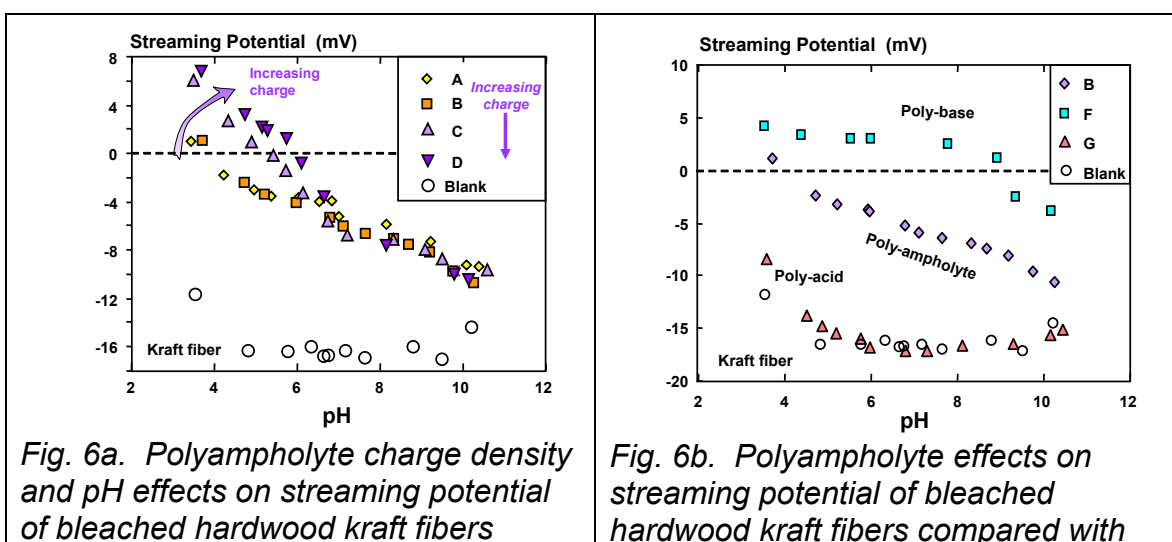 Streaming Potential (mV)
8
4
0
-4
-8
-12
-16
2 4 6 8 10 12
pH
Increasing
charge
A
B
C
D
Blank
Increasing
charge
Kraft fiber
Fig. 6a. Polyampholyte charge density
and pH effects on streaming potential
of bleached hardwood kraft fibers
Streaming Potential (mV)
10
5
0
-5
-10
-15
-20
2 4 6 8 10 12
pH
B
F
G
Blank
Poly-base
Poly-ampholyte
Poly-acid
Kraft fiber
Fig. 6b. Polyampholyte effects on
streaming potential of bleached
hardwood kraft fibers compared with